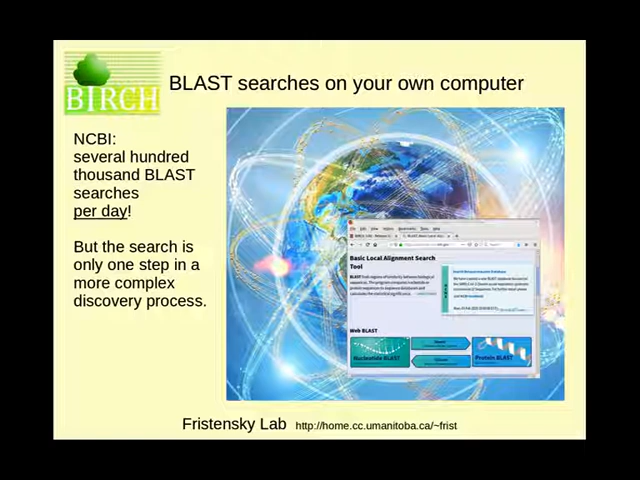 BIRCH
BLAST searches on your own computer
NCBI:
several hundred
thousand BLAST
searches
per day!
But the search is
only one step in a
more complex
discovery process.
Basic Local Alignment Search
Tool
Web BLAST
Nucleotide BLAST
Protein BLAST
Fristensky Lab http://home.cc.umanitoba.ca/~frist